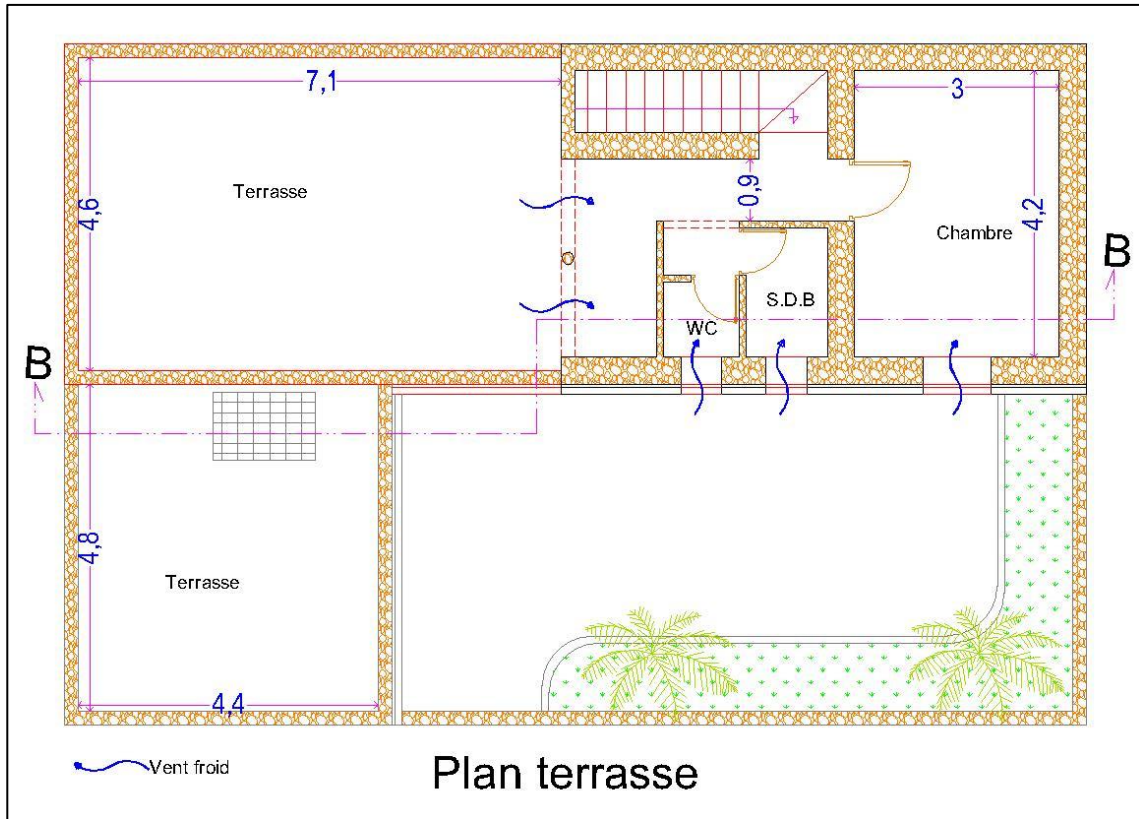 7,1
3
Terrasse
4,6
0,9
4,2
Chambre
B
S.D.B
WC
B
4,8
Terrasse
4,4
Vent froid
Plan terrasse